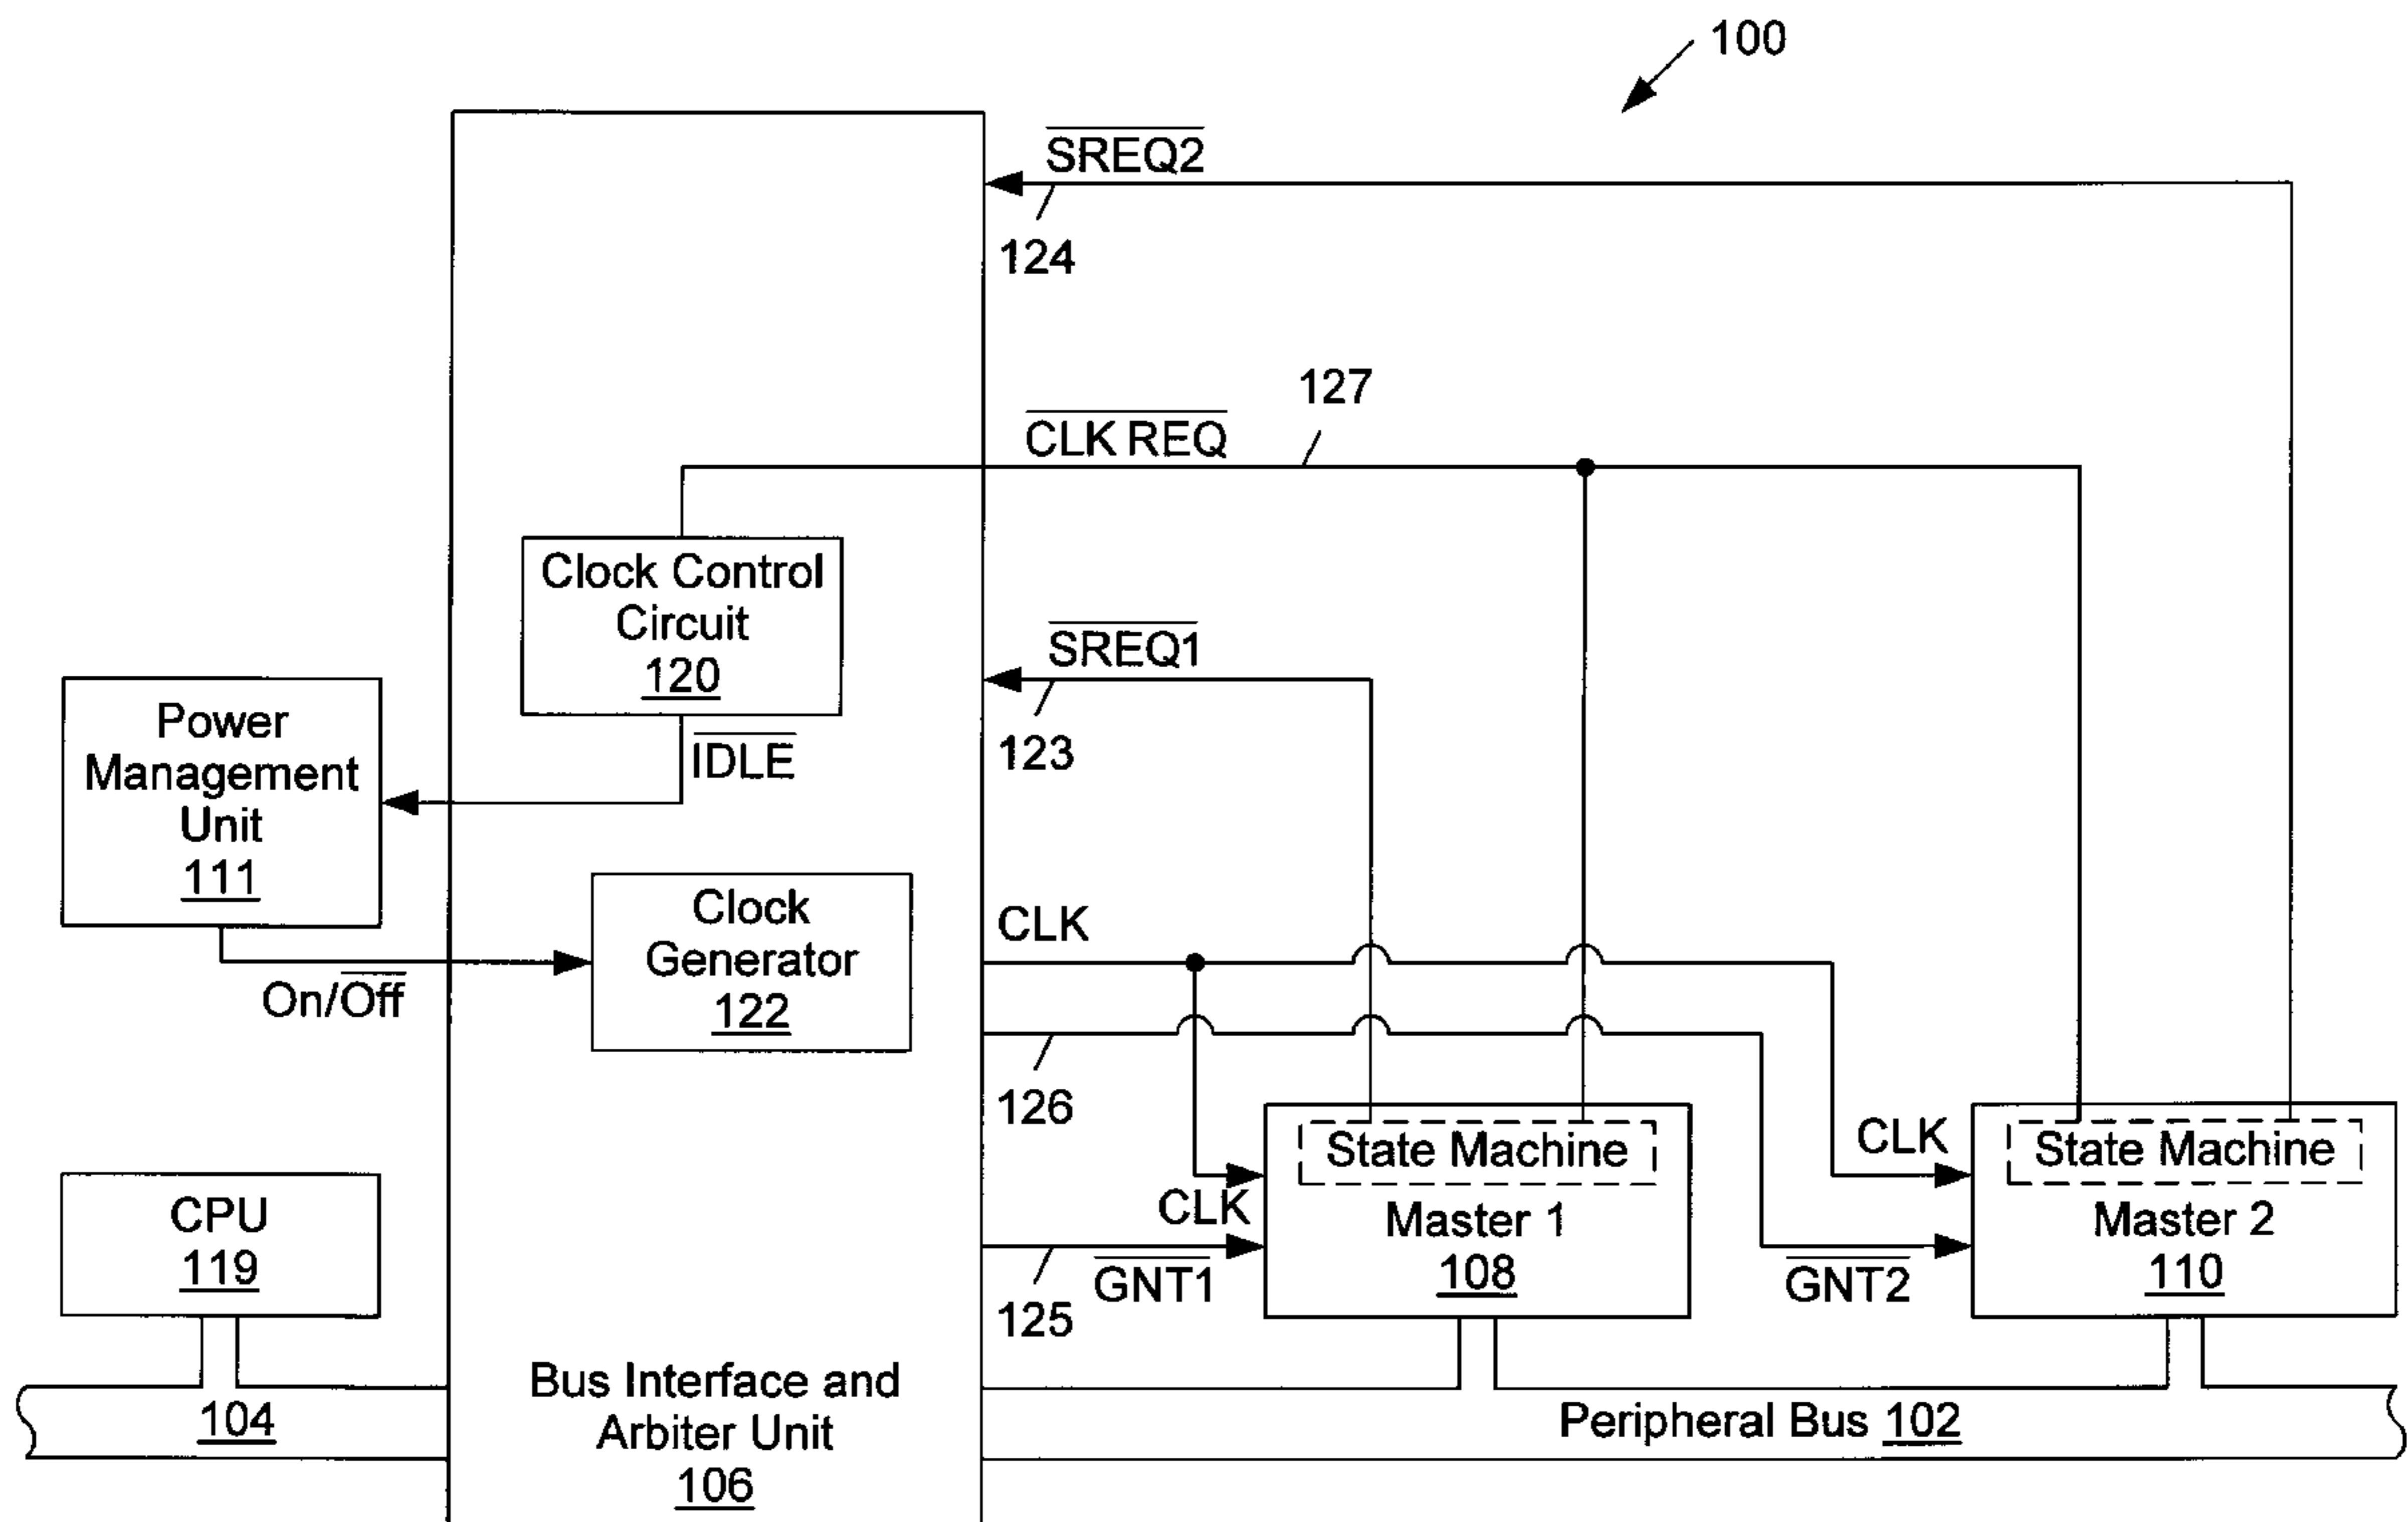 100
SREQ2
124
127
CLK REQ
Clock Control
Circuit
120
SREQ1
123
Power
Management
Unit
111
IDLE
Clock
Generator
122
CLK
On/Off
126
CPU
119
State Machine
CLK
Master 1
108
GNT1
125
CLK
State Machine
Master 2
110
GNT2
Bus Interface and
Arbiter Unit
106
104
Peripheral Bus 102